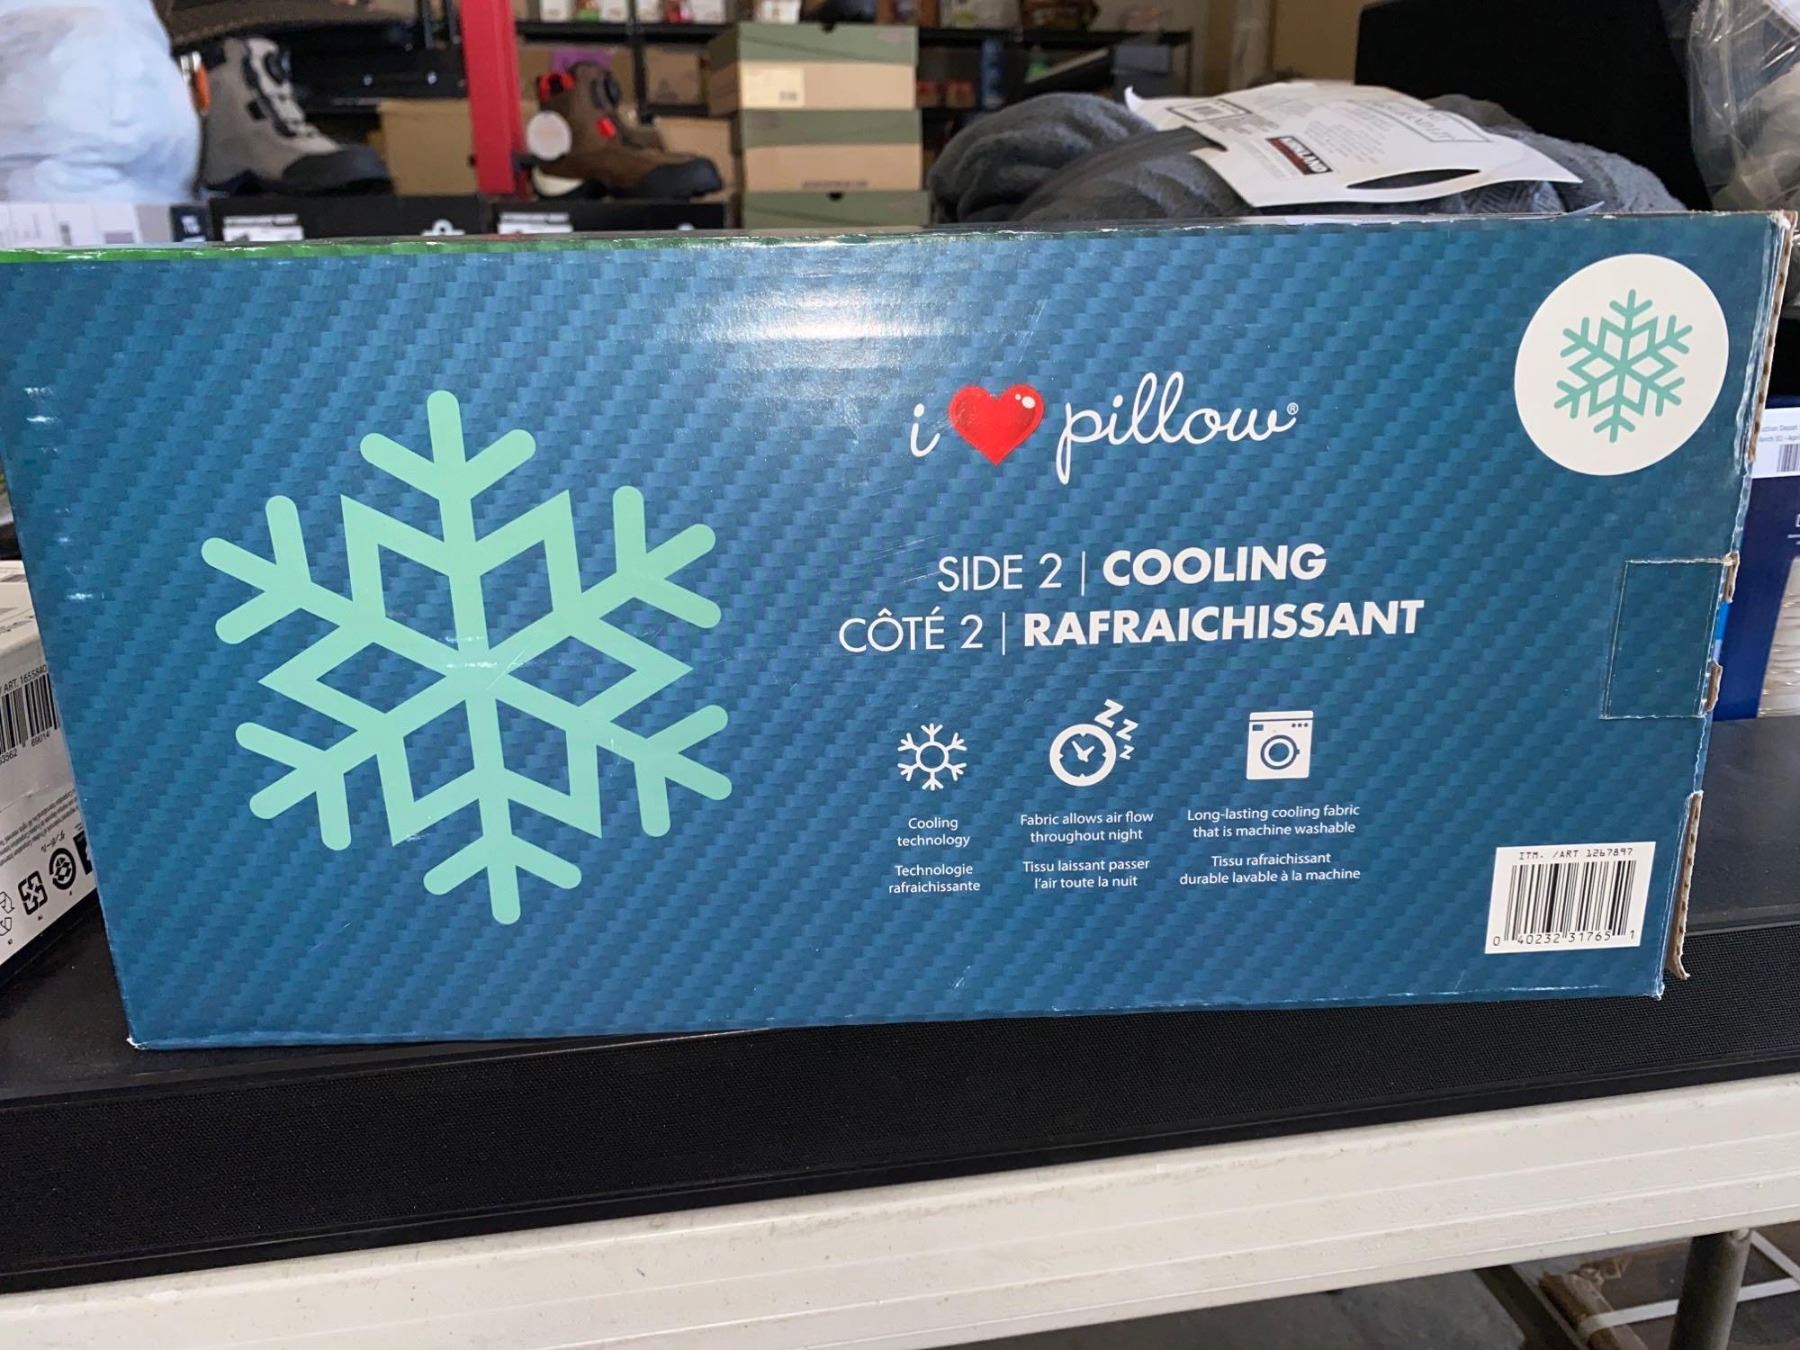 i pillow®
SIDE 2 | COOLING
CÔTÉ 2 | RAFRAICHISSANT
Cooling
technology
Technologie
rafraichissante
Fabric allows air flow
throughout night
Tissu laissant passer
l'air toute la nuit
Long-lasting cooling fabric
that is machine washable
Tissu rafraichissant
durable lavable à la machine
ITM. /ART 1267897
0 40232 31765 1
KIRKLAND